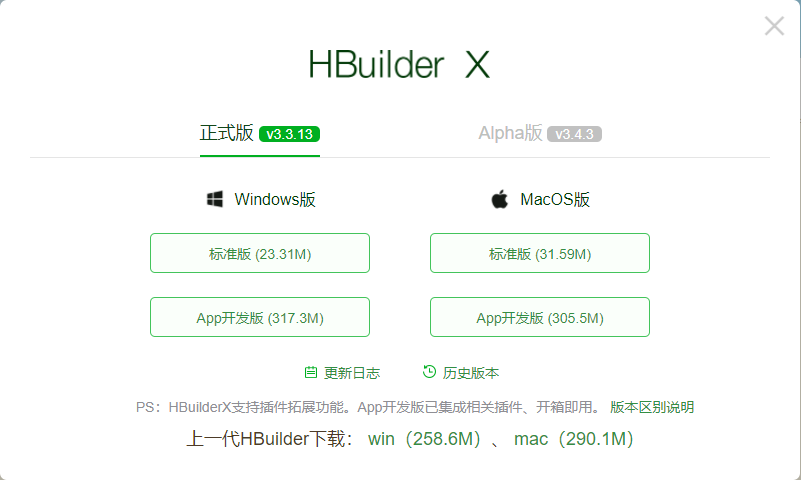 HBuilder X
正式版 v3.3.13 Alpha版 v3.4.3
Windows版 MacOS版
标准版 (23.31M) 标准版 (31.59M)
App开发版 (317.3M) App开发版 (305.5M)
更新日志 历史版本
PS：HBuilderX支持插件拓展功能。App开发版已集成相关插件、开箱即用。 版本区别说明
上一代HBuilder下载： win（258.6M）、 mac（290.1M）